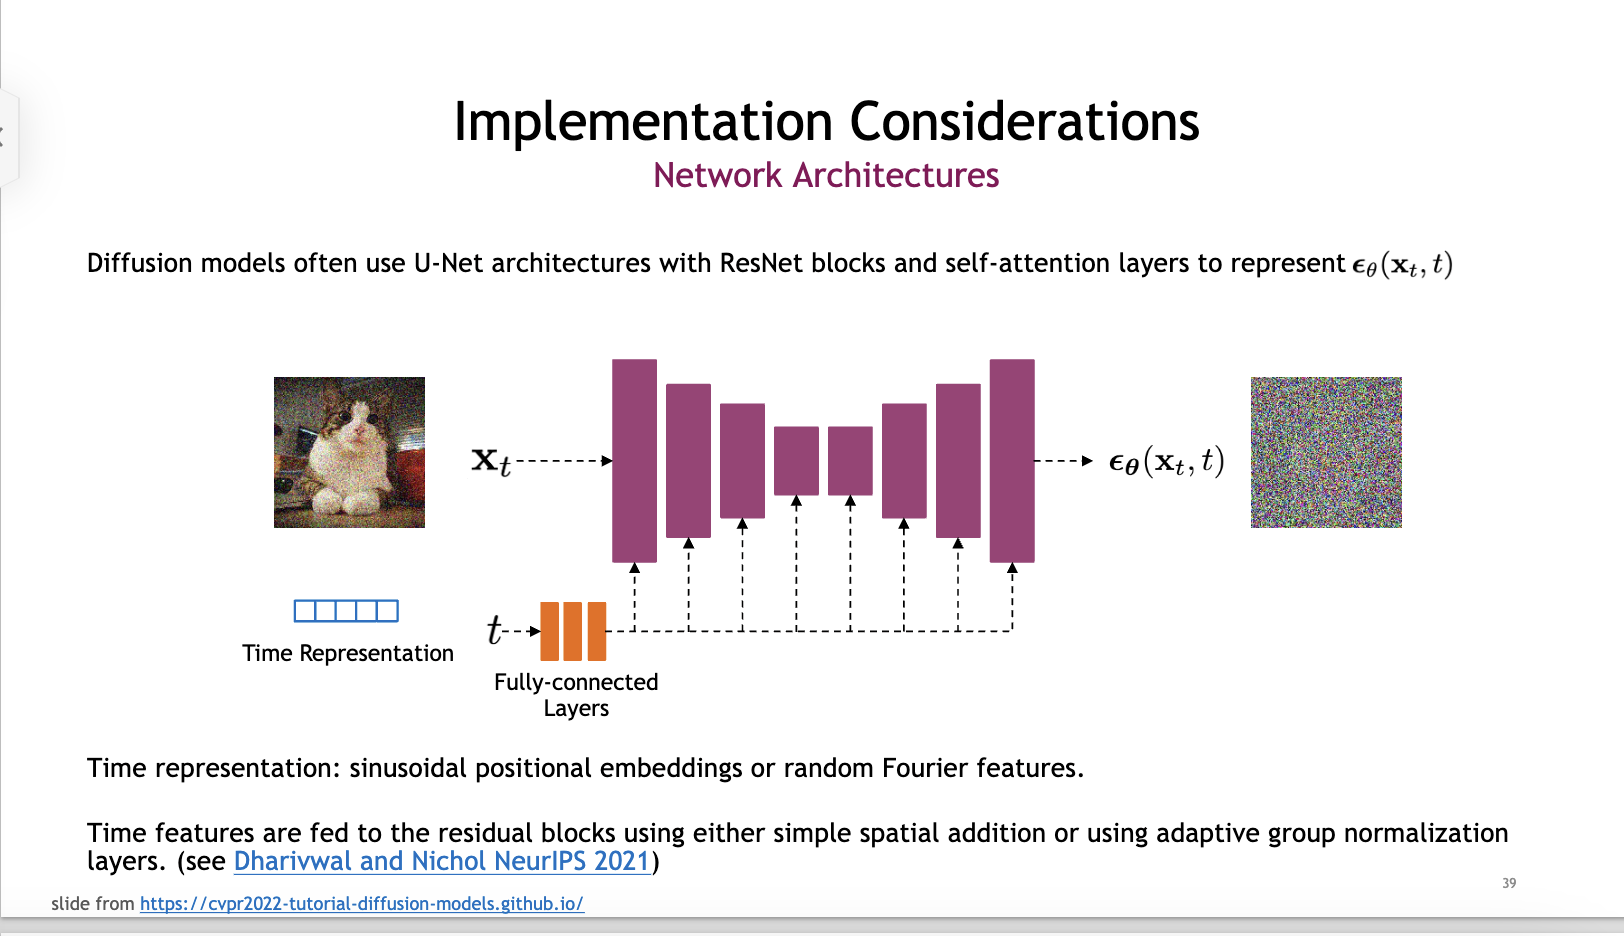 Implementation Considerations
Network Architectures
Diffusion models often use U-Net architectures with ResNet blocks and self-attention layers to represent ϵθ(xt, t)
xt
ϵθ(xt, t)
t
Time Representation
Fully-connected
Layers
Time representation: sinusoidal positional embeddings or random Fourier features.
Time features are fed to the residual blocks using either simple spatial addition or using adaptive group normalization
layers. (see Dharivwal and Nichol NeurIPS 2021)
39
slide from https://cvpr2022-tutorial-diffusion-models.github.io/